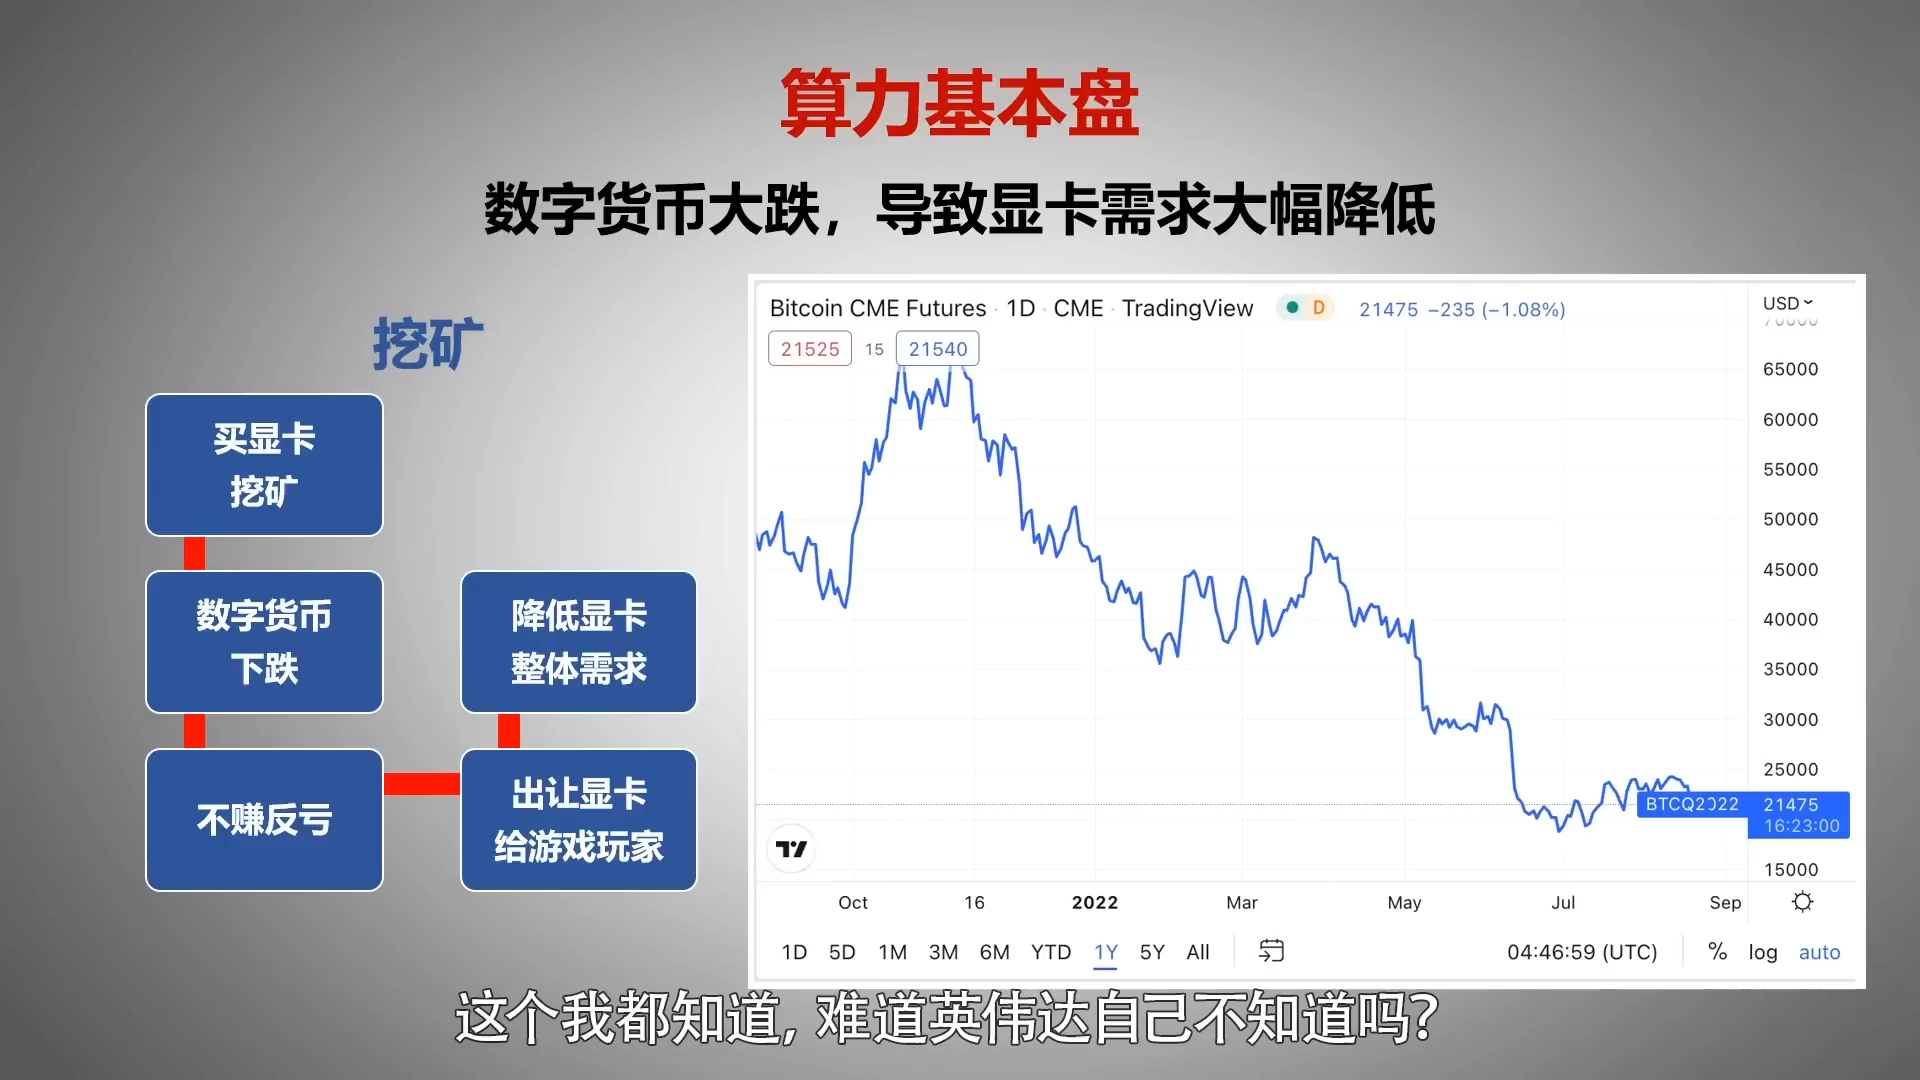 算力基本盘
数字货币大跌，导致显卡需求大幅降低
挖矿
买显卡
挖矿
数字货币
下跌
不赚反亏
降低显卡
整体需求
出让显卡
给游戏玩家
Bitcoin CME Futures · 1D · CME · TradingView
D
21475 −235 (−1.08%)
21525
15
21540
USD
70000
65000
60000
55000
50000
45000
40000
35000
30000
25000
BTCQ2022
21475
16:23:00
15000
Oct 16 2022 Mar May Jul Sep
1D 5D 1M 3M 6M YTD 1Y 5Y All
04:46:59 (UTC) % log auto
这个我都知道, 难道英伟达自己不知道吗?